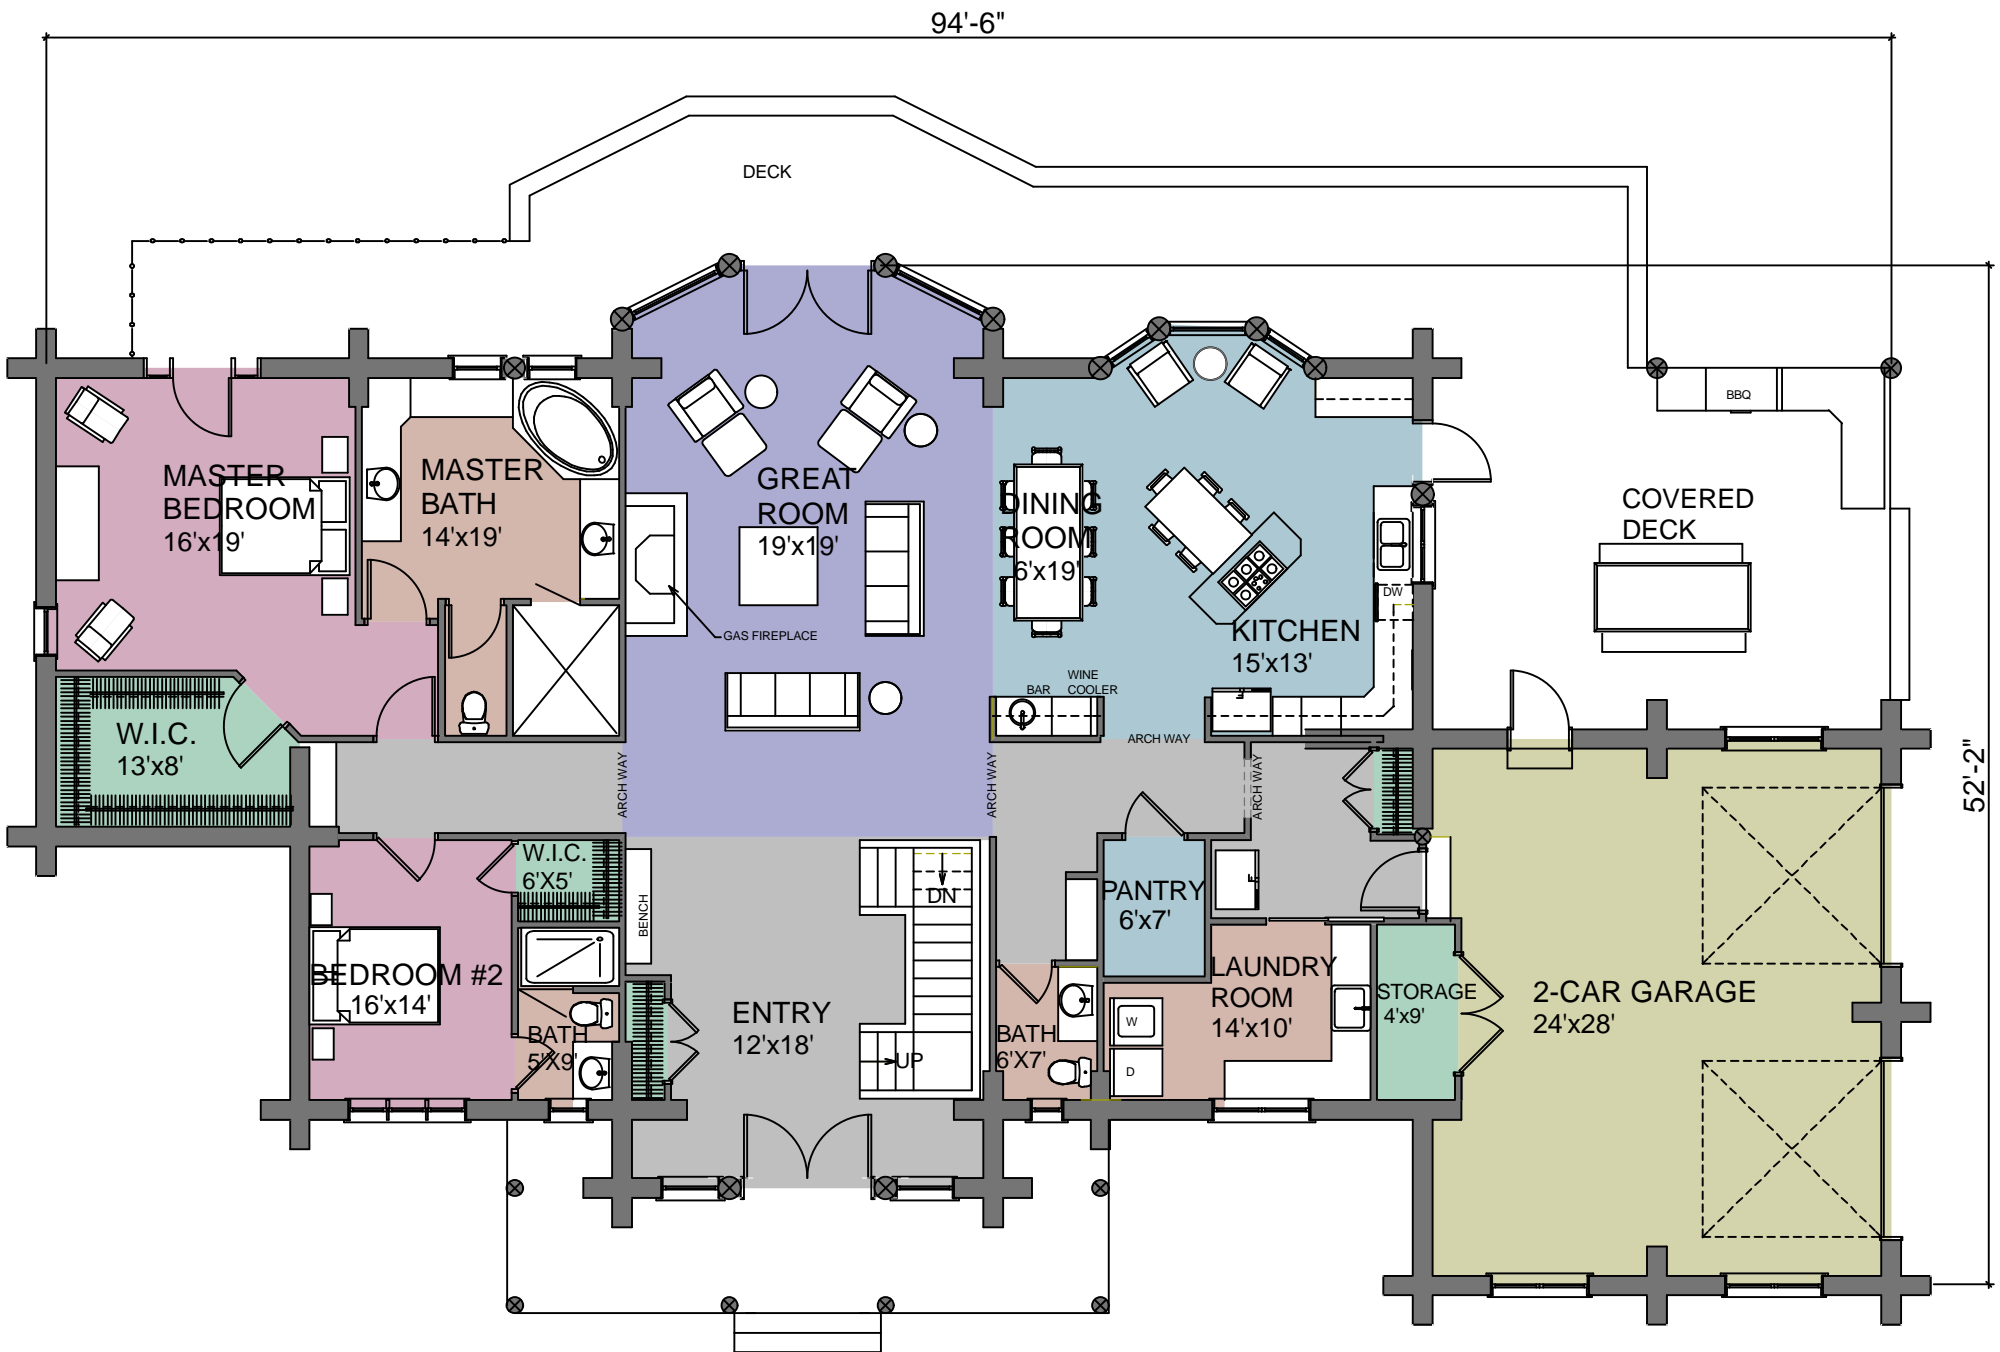 94'-6"
DECK
BBQ
MASTER
BEDROOM
16'x19'
MASTER
BATH
14'x19'
GREAT
ROOM
19'x19'
GAS FIREPLACE
DINING
ROOM
6'x19'
KITCHEN
15'x13'
DW
BAR
WINE
COOLER
COVERED
DECK
52'-2"
W.I.C.
13'x8'
ARCH WAY
ARCH WAY
ARCH WAY
ARCH WAY
W.I.C.
6'X5'
BENCH
DN
PANTRY
6'x7'
F
F
BEDROOM #2
16'x14'
BATH
5'X9'
ENTRY
12'x18'
UP
BATH
6'X7'
W
D
LAUNDRY
ROOM
14'x10'
STORAGE
4'x9'
2-CAR GARAGE
24'x28'